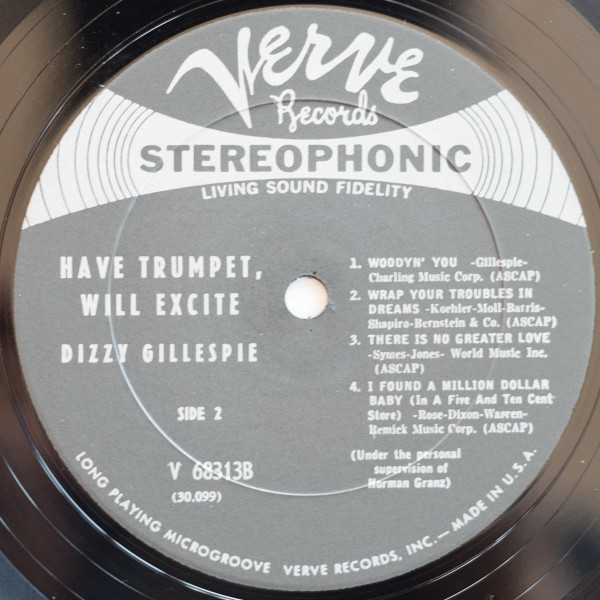 Verve
Records
STEREOPHONIC
LIVING SOUND FIDELITY
HAVE TRUMPET,
WILL EXCITE
DIZZY GILLESPIE
SIDE 2
V 68313B
(30,099)
1. WOODYN' YOU -Gillespie-
Charling Music Corp. (ASCAP)
2. WRAP YOUR TROUBLES IN
DREAMS -Koehler-Moll-Barris-
Shapiro-Bernstein & Co. (ASCAP)
3. THERE IS NO GREATER LOVE
-Symes-Jones- World Music Inc.
(ASCAP)
4. I FOUND A MILLION DOLLAR
BABY (In A Five And Ten Cent
Store) -Rose-Dixon-Warren-
Remick Music Corp. (ASCAP)
(Under the personal
supervision of
Norman Granz)
LONG PLAYING MICROGROOVE VERVE RECORDS, INC. — MADE IN U.S.A.